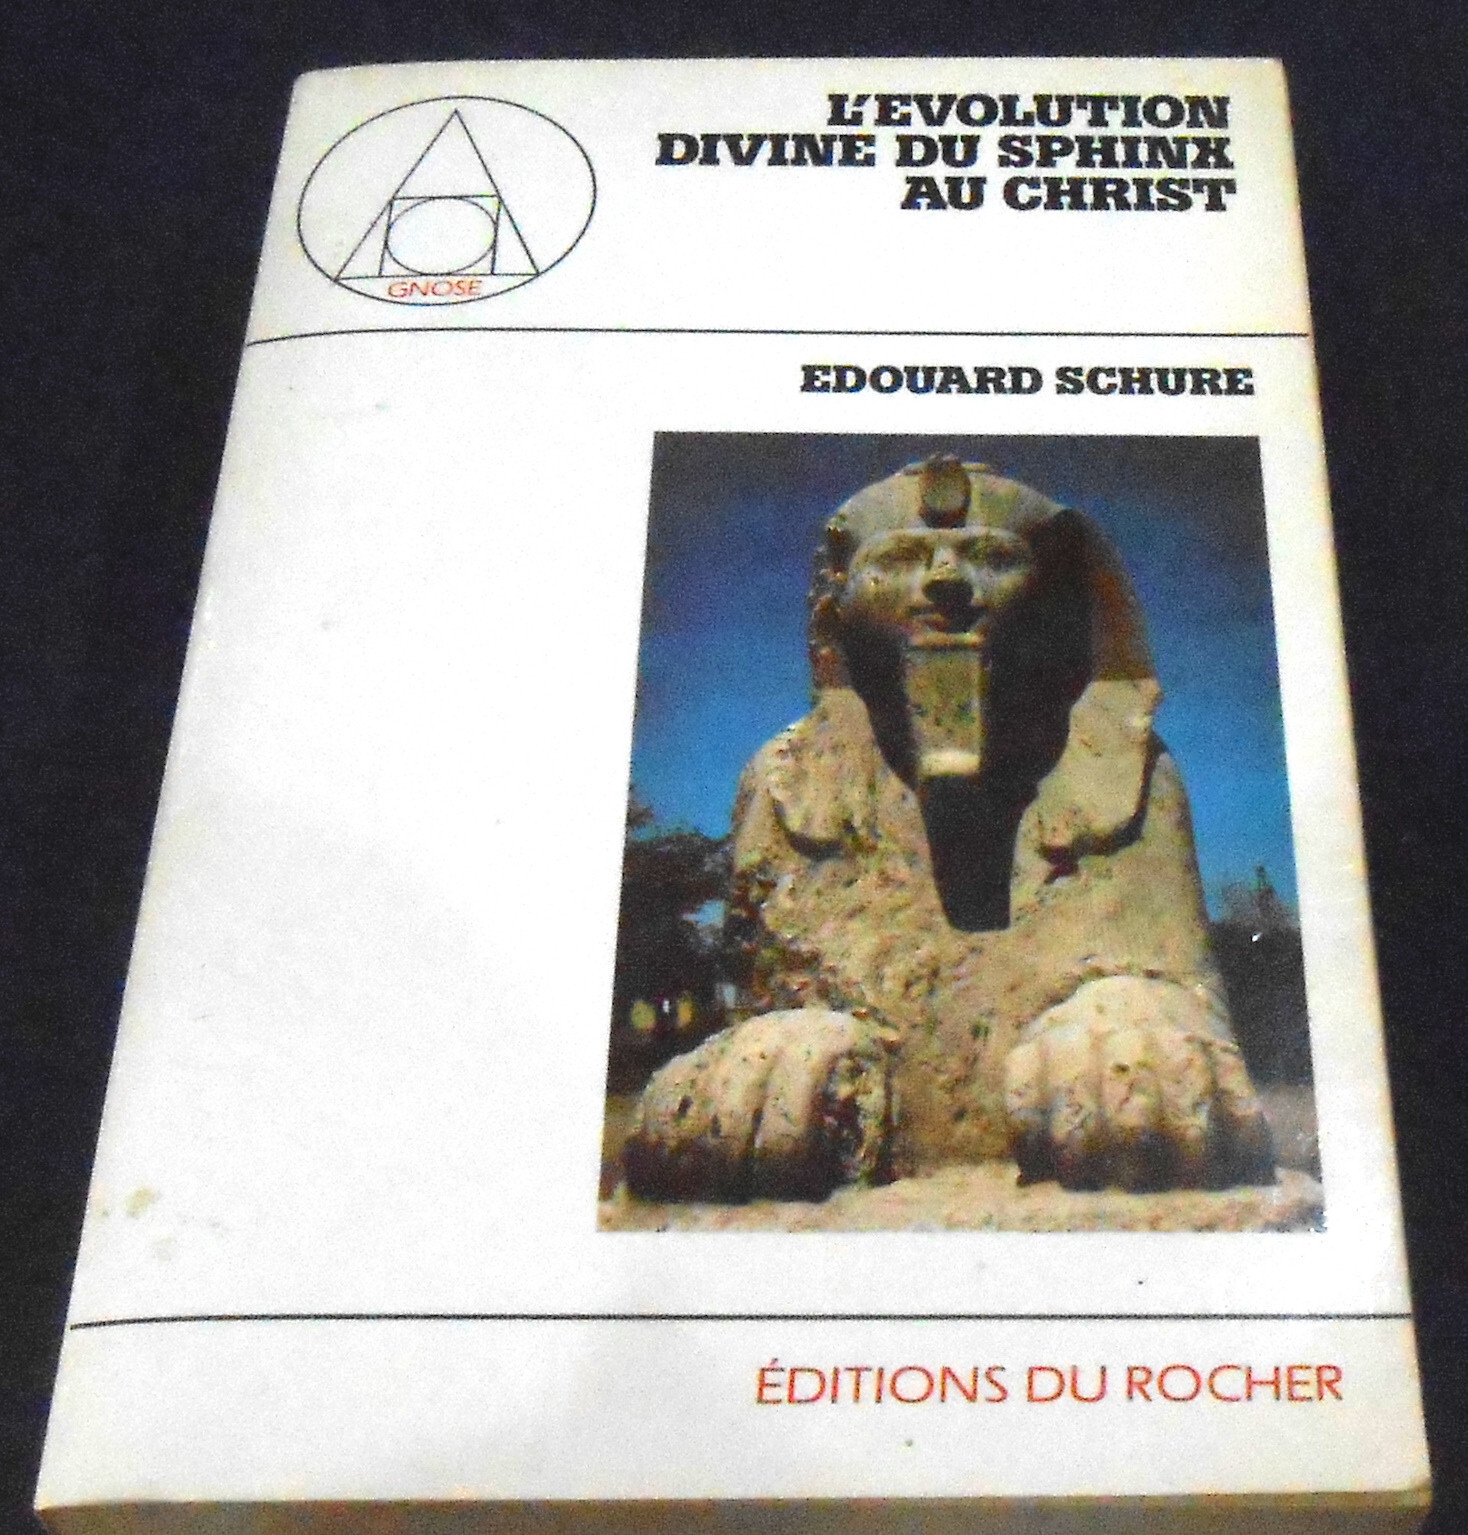 L'EVOLUTION
DIVINE DU SPHINX
AU CHRIST
GNOSE
EDOUARD SCHURE
ÉDITIONS DU ROCHER